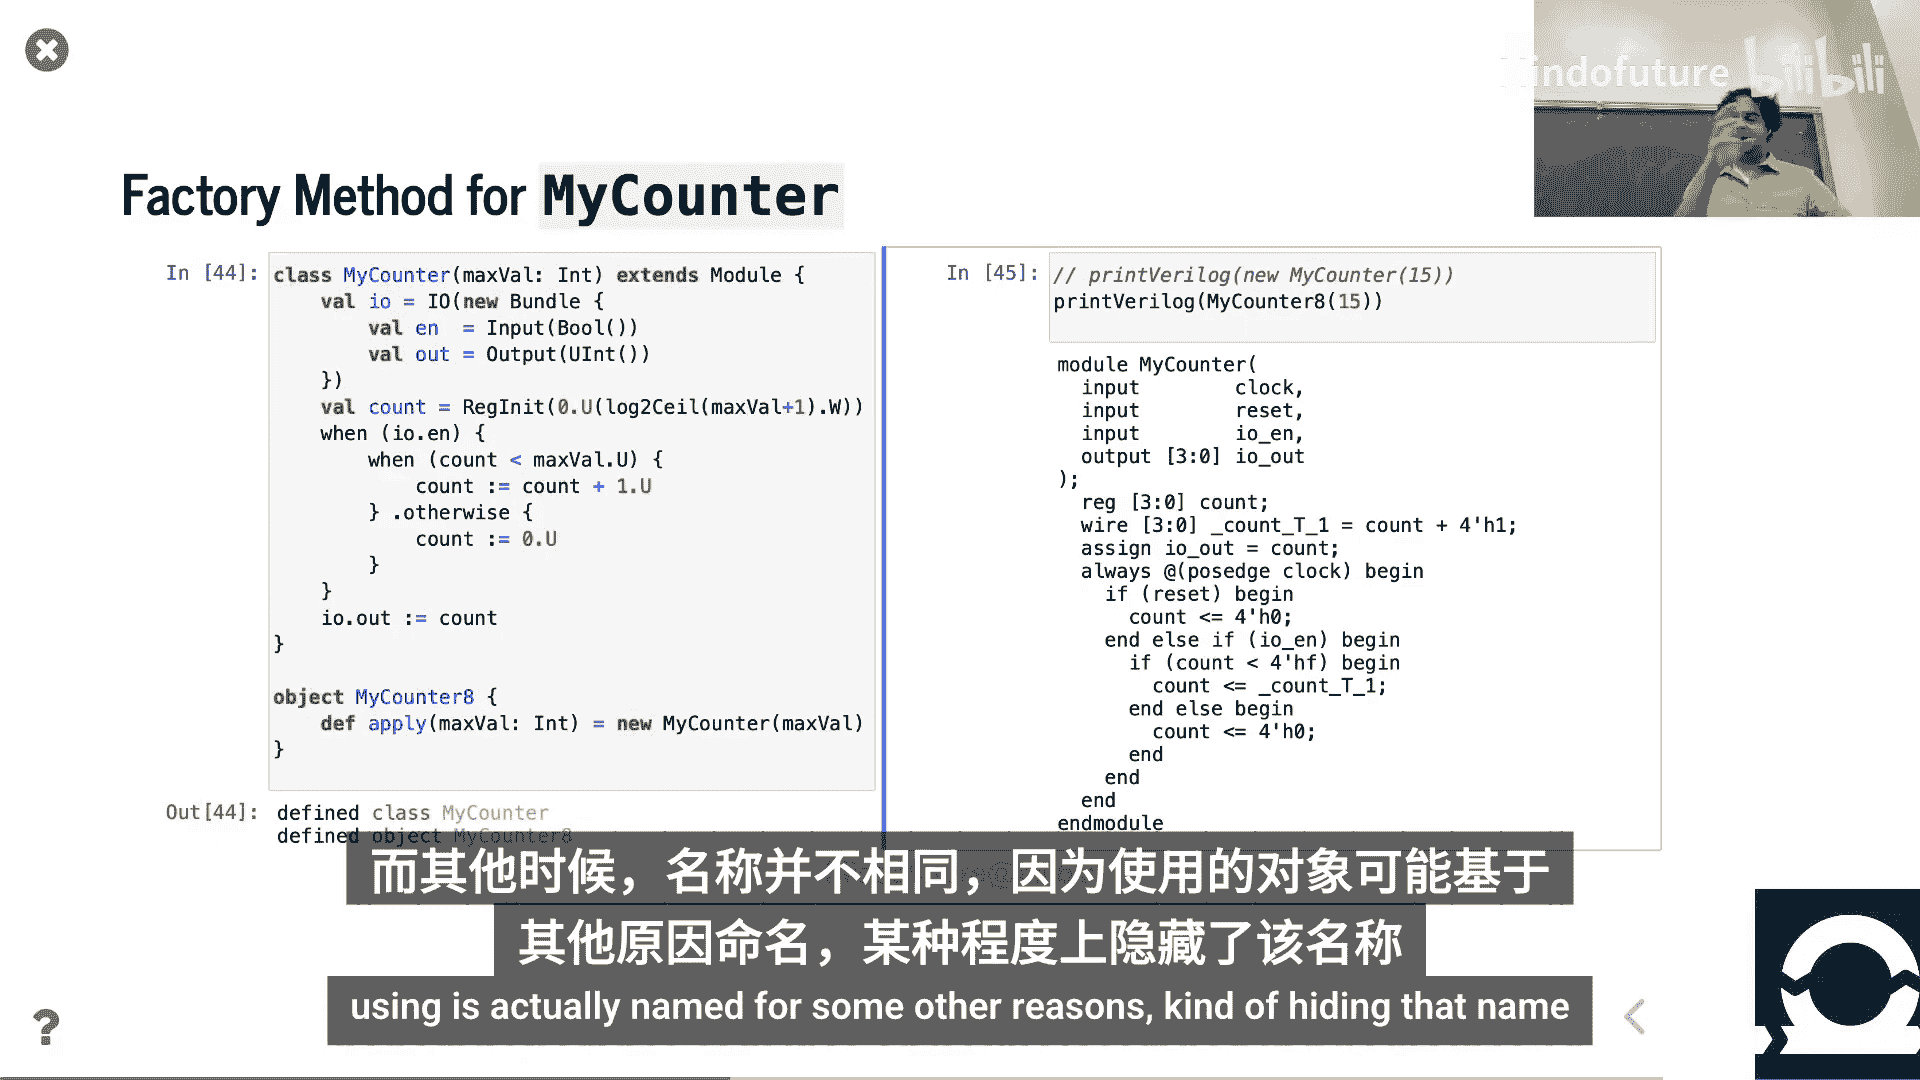 indofuture bilibili
Factory Method for MyCounter
In [44]:
class MyCounter(maxVal: Int) extends Module {
    val io = IO(new Bundle {
        val en  = Input(Bool())
        val out = Output(UInt())
    })
    val count = RegInit(0.U(log2Ceil(maxVal+1).W))
    when (io.en) {
        when (count < maxVal.U) {
            count := count + 1.U
        } .otherwise {
            count := 0.U
        }
    }
    io.out := count
}
object MyCounter8 {
    def apply(maxVal: Int) = new MyCounter(maxVal)
}
Out[44]:
defined class MyCounter
defined object MyCounter8
In [45]:
// printVerilog(new MyCounter(15))
printVerilog(MyCounter8(15))
module MyCounter(
  input        clock,
  input        reset,
  input        io_en,
  output [3:0] io_out
);
  reg [3:0] count;
  wire [3:0] _count_T_1 = count + 4'h1;
  assign io_out = count;
  always @(posedge clock) begin
    if (reset) begin
      count <= 4'h0;
    end else if (io_en) begin
      if (count < 4'hf) begin
        count <= _count_T_1;
      end else begin
        count <= 4'h0;
      end
    end
  end
endmodule
而其他时候，名称并不相同，因为使用的对象可能基于
其他原因命名，某种程度上隐藏了该名称
using is actually named for some other reasons, kind of hiding that name
?